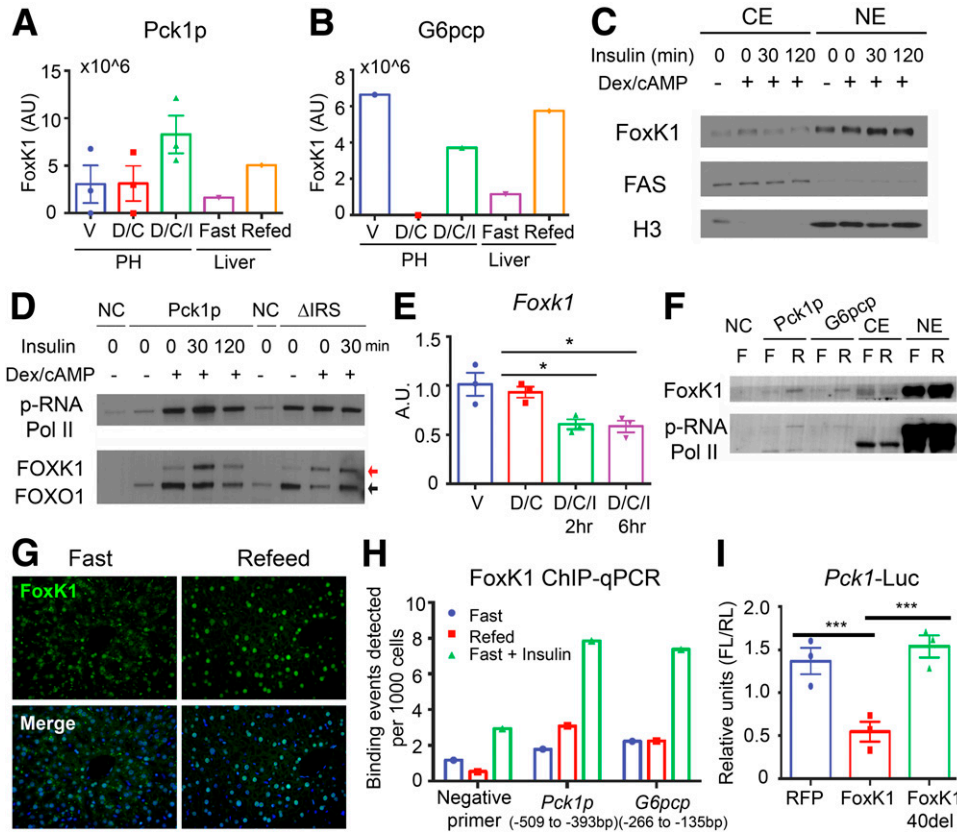 A
Pck1p
x10^6
FoxK1 (AU)
15
10
5
0
V D/C D/C/I Fast Refed
PH Liver
B
G6pcp
x10^6
FoxK1 (AU)
8
6
4
2
0
V D/C D/C/I Fast Refed
PH Liver
C
CE NE
Insulin (min) 0 0 30 120 0 0 30 120
Dex/cAMP - + + + - + + +
FoxK1
FAS
H3
D
NC Pck1p NC ΔIRS
Insulin 0 0 0 30 120 0 0 0 30 min
Dex/cAMP - - + + + - - + +
p-RNA
Pol II
FOXK1
FOXO1
E
Foxk1
A.U.
1.5
1.0
0.5
0.0
*
*
V D/C D/C/I D/C/I
2hr 6hr
F
NC Pck1p G6pcp CE NE
F F R F R F R F R
FoxK1
p-RNA
Pol II
G
Fast Refeed
FoxK1
Merge
H
FoxK1 ChIP-qPCR
Binding events detected
per 1000 cells
10
8
6
4
2
0
Fast
Refed
Fast + Insulin
Negative Pck1p G6pcp
primer (-509 to -393bp) (-266 to -135bp)
I
Pck1-Luc
Relative units (FL/RL)
2.0
1.5
1.0
0.5
0.0
*** ***
RFP FoxK1 FoxK1
40del